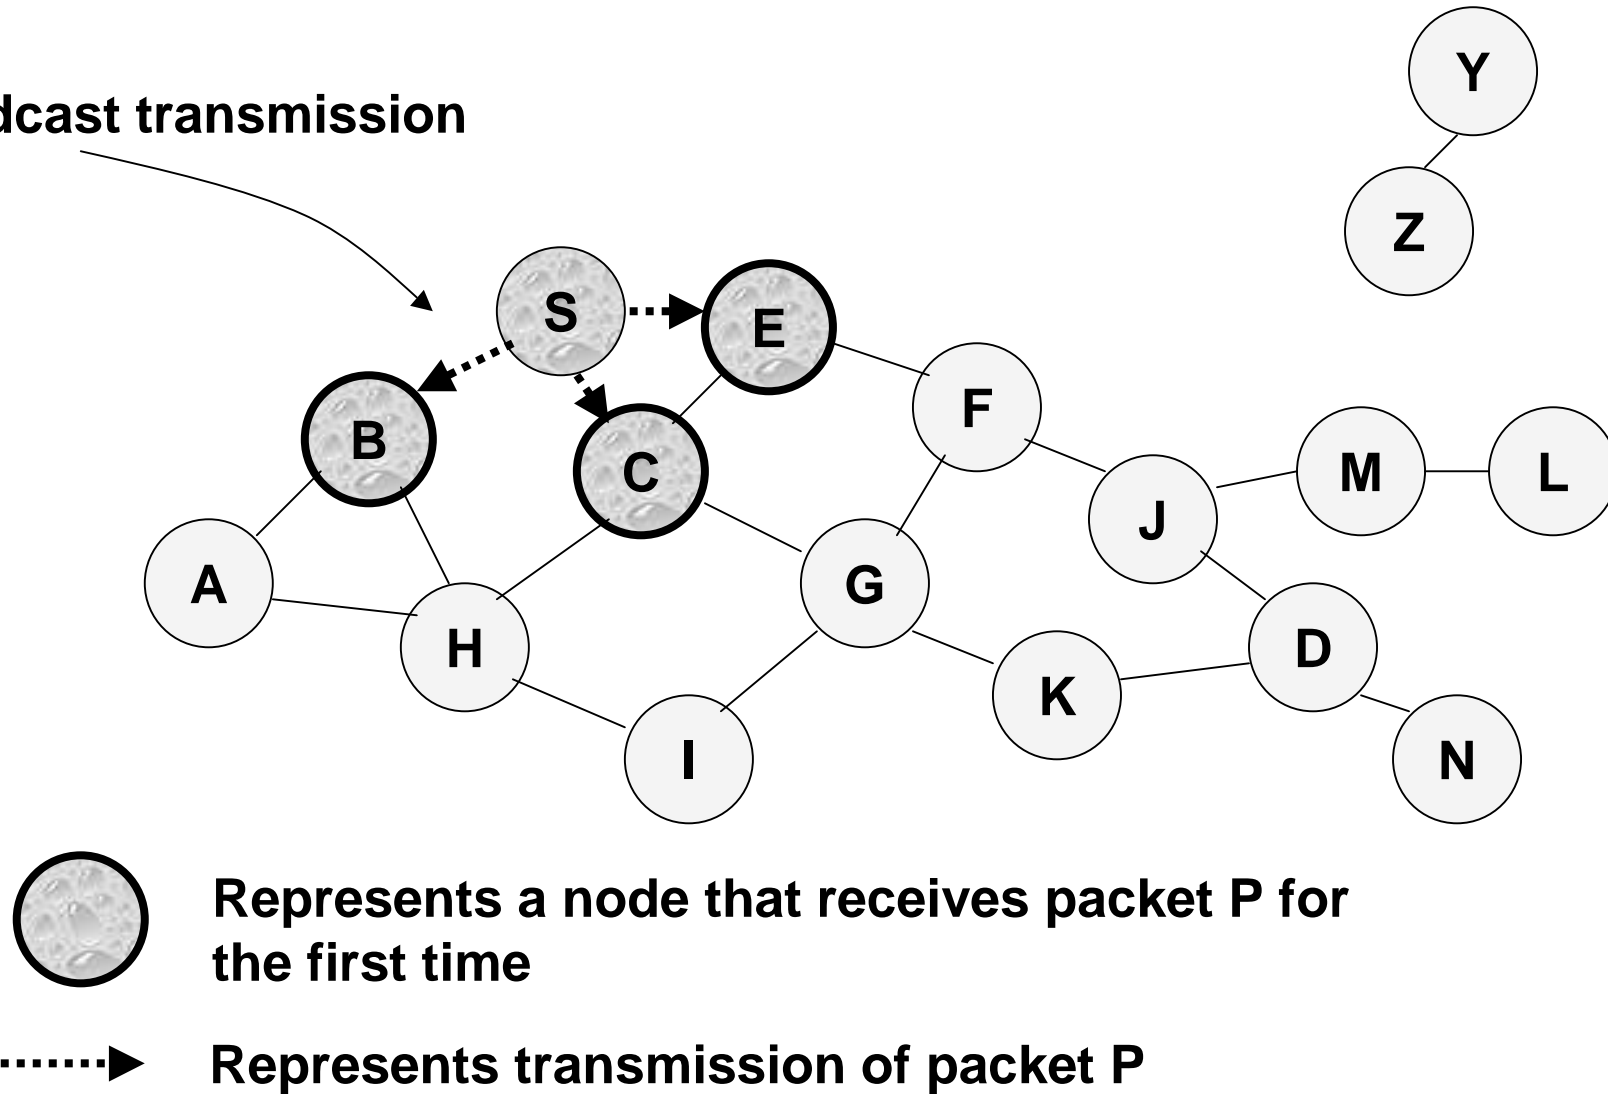 Y
dcast transmission
Z
S
E
B
C
F
M
L
J
A
G
H
D
K
I
N
Represents a node that receives packet P for
the first time
Represents transmission of packet P